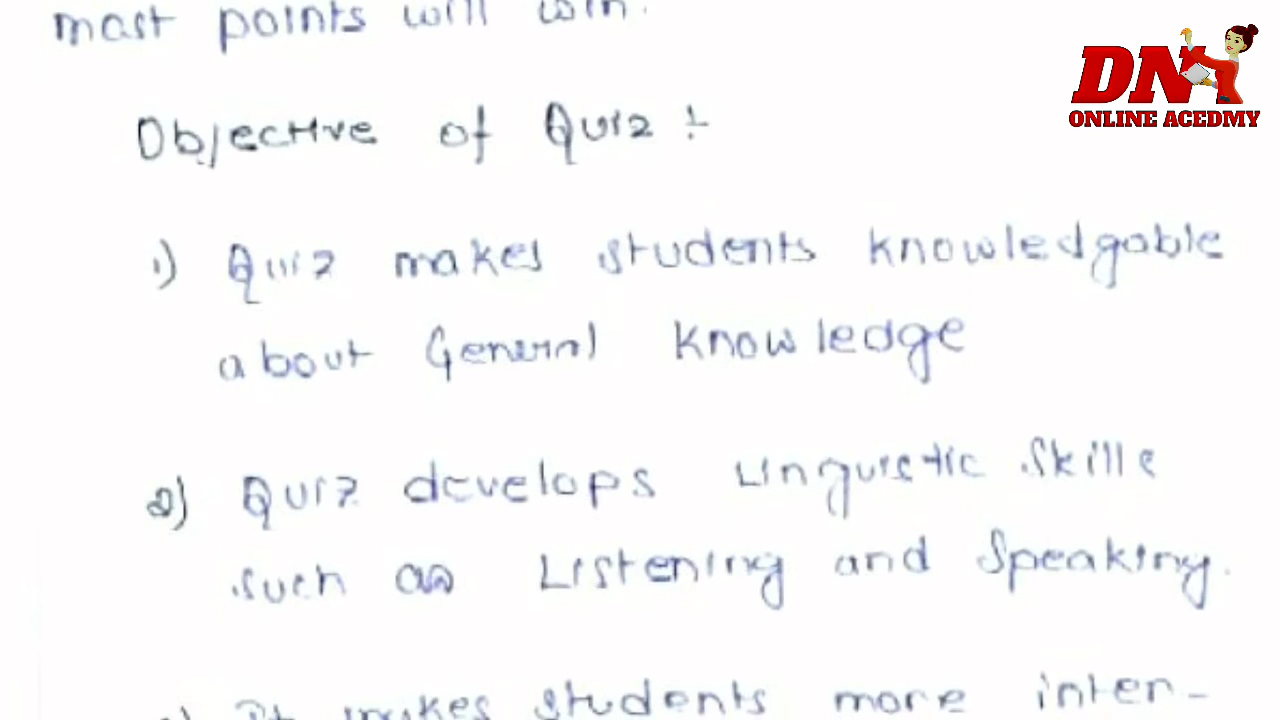 most points will win.
DN
ONLINE ACEDMY
Objective of Quiz :-
1) Quiz makes students knowledgable
about General Knowledge
2) Quiz develops Linguistic Skills
such as Listening and Speaking.
It makes students more inter-